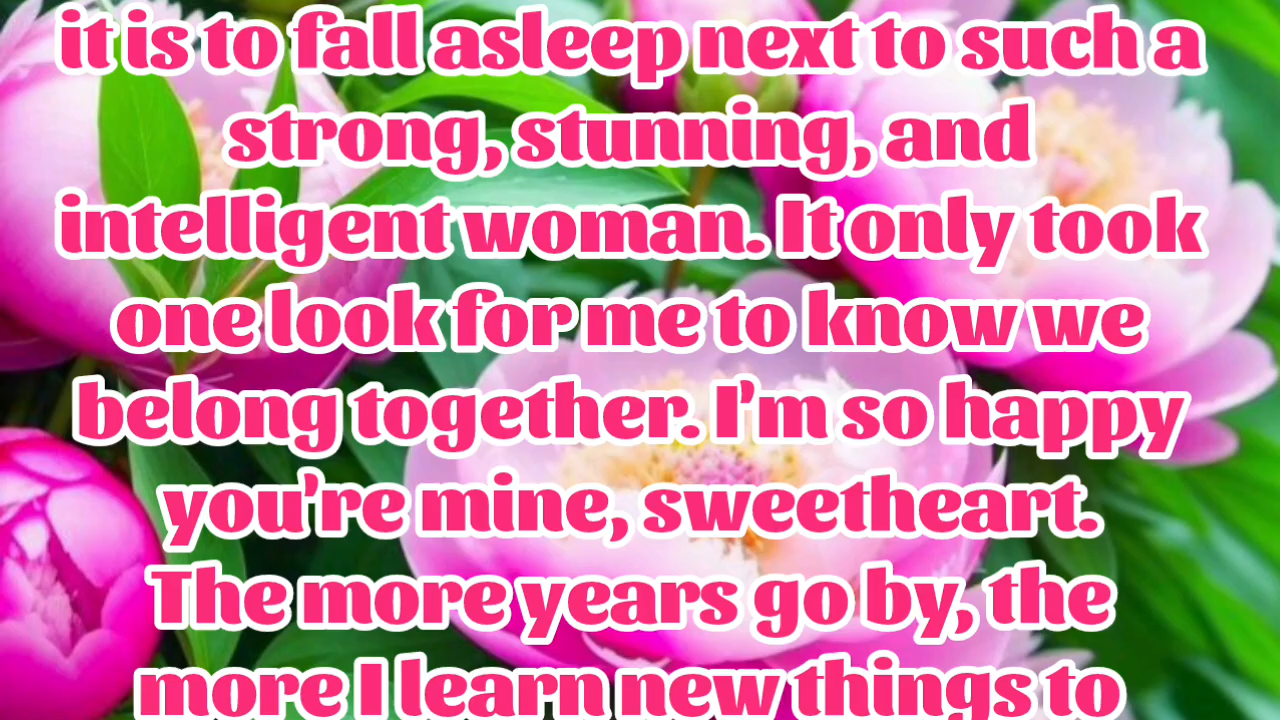 it is to fall asleep next to such a
strong, stunning, and
intelligent woman. It only took
one look for me to know we
belong together. I'm so happy
you're mine, sweetheart.
The more years go by, the
more I learn new things to